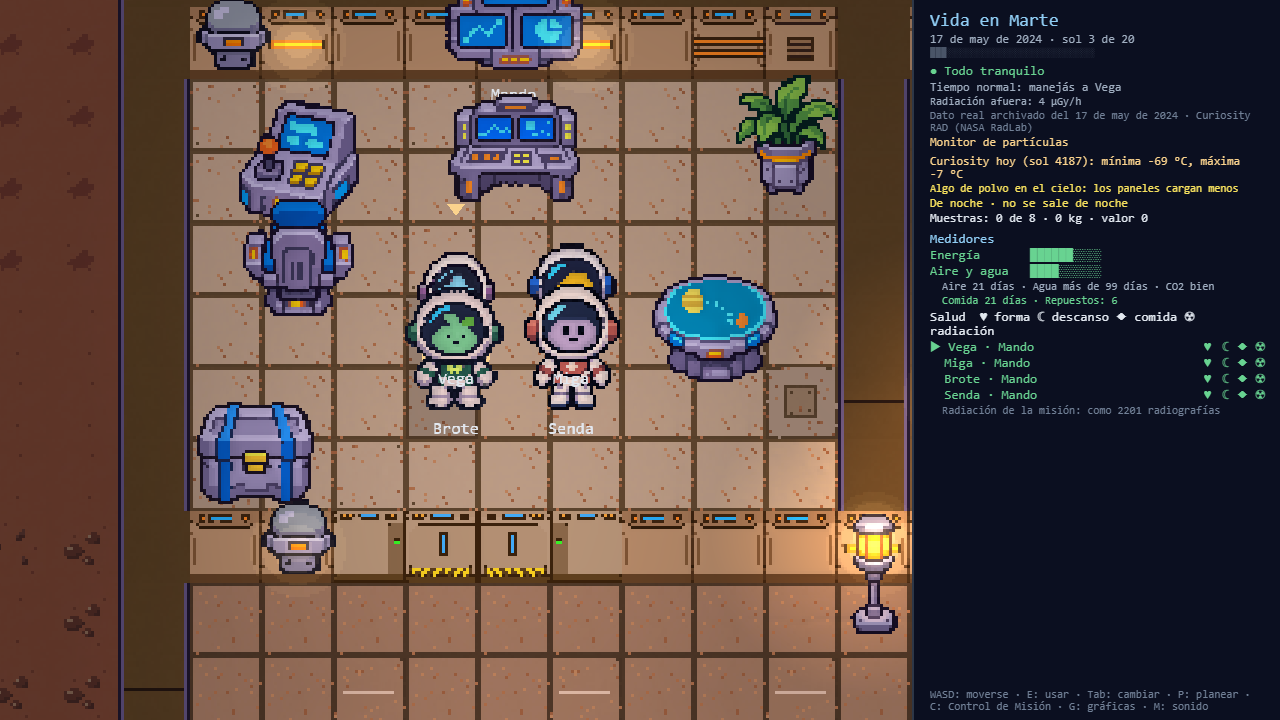 Vida en Marte
17 de may de 2024 · sol 3 de 20
● Todo tranquilo
Tiempo normal: manejás a Vega
Radiación afuera: 4 µGy/h
Dato real archivado del 17 de may de 2024 · Curiosity
RAD (NASA RadLab)
Monitor de partículas
Curiosity hoy (sol 4187): mínima -69 ºC, máxima
-7 ºC
Algo de polvo en el cielo: los paneles cargan menos
De noche · no se sale de noche
Muestras: 0 de 8 · 0 kg · valor 0
Medidores
Energía
Aire y agua
Aire 21 días · Agua más de 99 días · CO2 bien
Comida 21 días · Repuestos: 6
Salud ♥ forma ☾ descanso ◆ comida ☢
radiación
▶ Vega · Mando ♥ ☾ ◆ ☢
Miga · Mando ♥ ☾ ◆ ☢
Brote · Mando ♥ ☾ ◆ ☢
Senda · Mando ♥ ☾ ◆ ☢
Radiación de la misión: como 2201 radiografías
WASD: moverse · E: usar · Tab: cambiar · P: planear ·
C: Control de Misión · G: gráficas · M: sonido
Mando
Vega
Brote
Senda